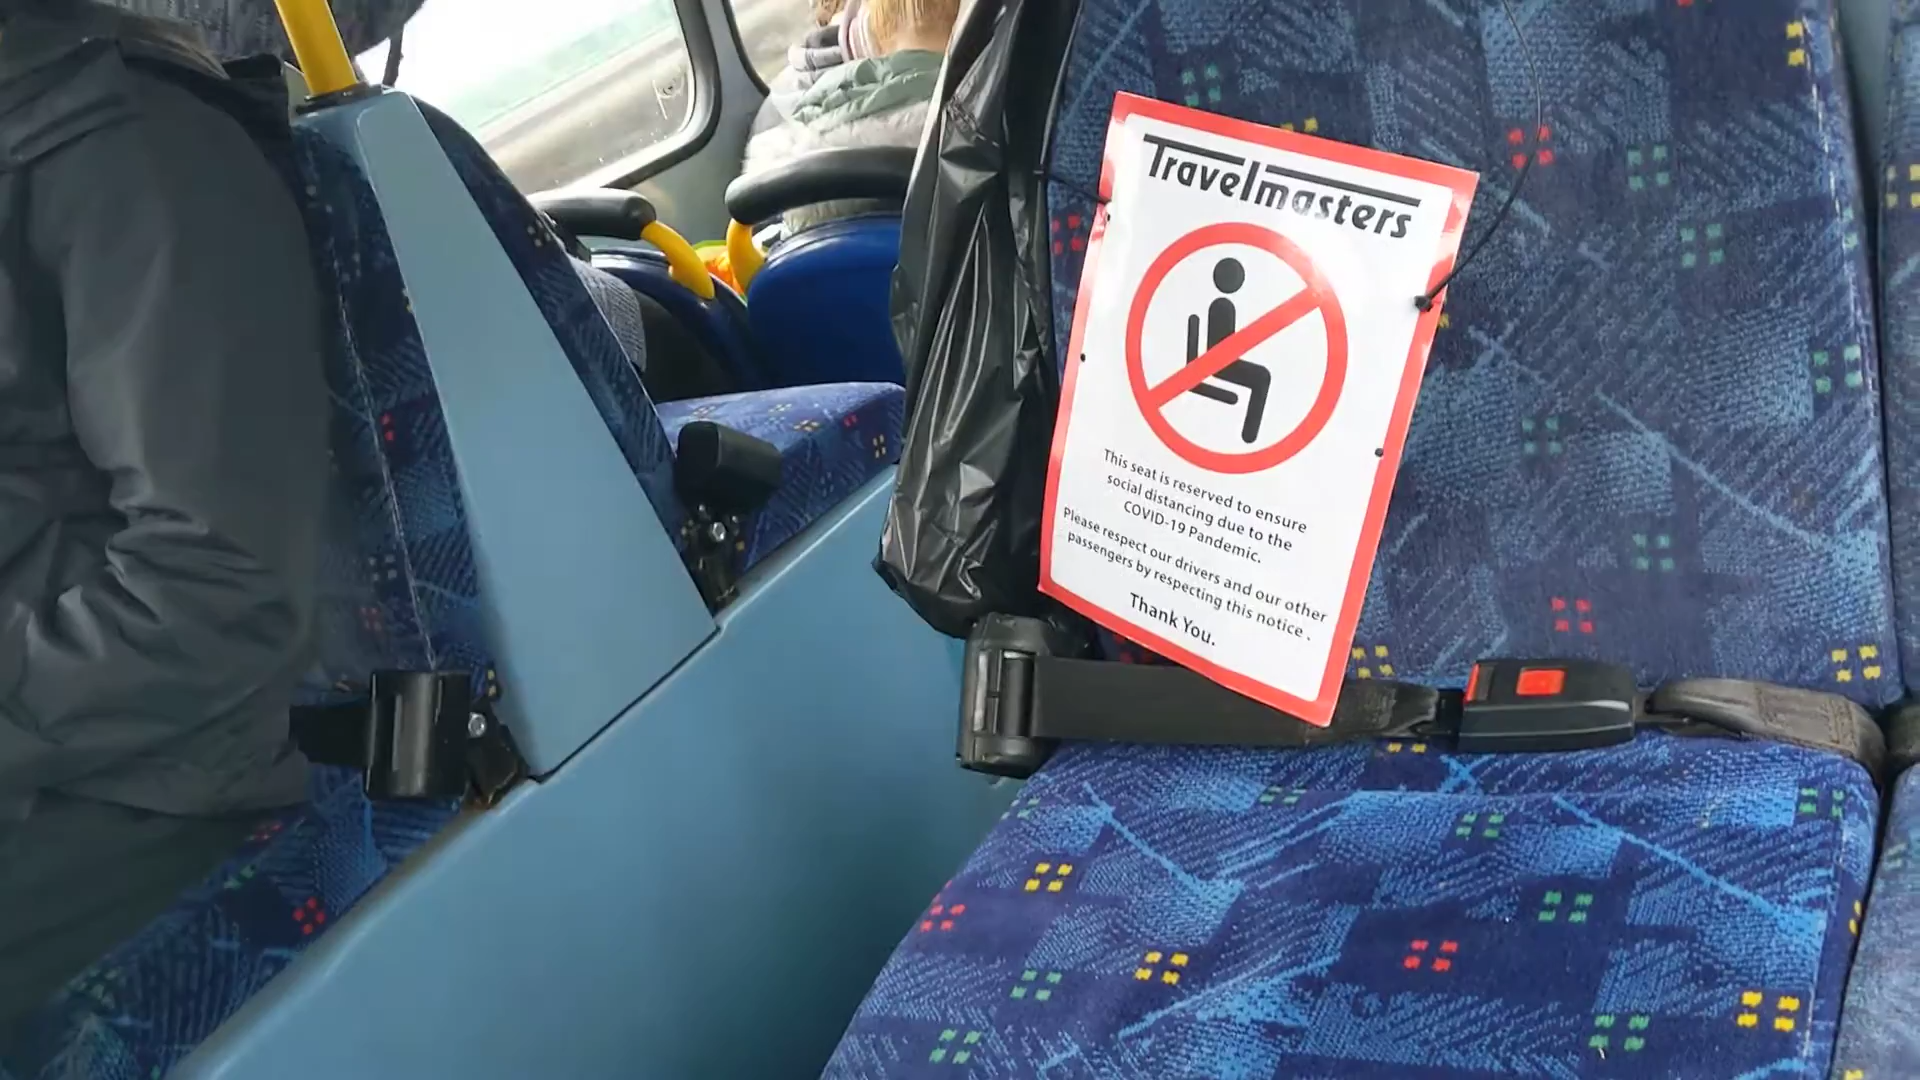 Travelmasters
This seat is reserved to ensure
social distancing due to the
COVID-19 Pandemic.
Please respect our drivers and our other
passengers by respecting this notice .
Thank You.